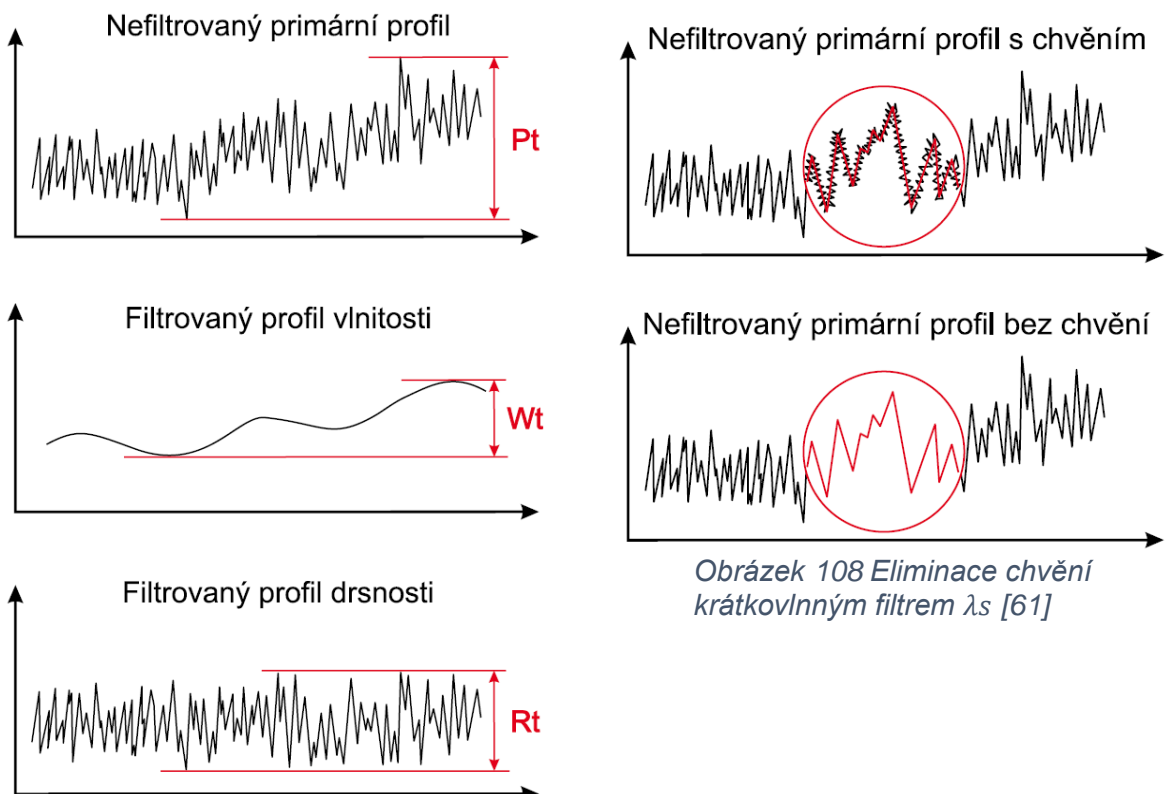 Nefiltrovaný primární profil
Pt
Filtrovaný profil vlnitosti
Wt
Filtrovaný profil drsnosti
Rt
Nefiltrovaný primární profil s chvěním
Nefiltrovaný primární profil bez chvění
Obrázek 108 Eliminace chvění
krátkovlnným filtrem λs [61]